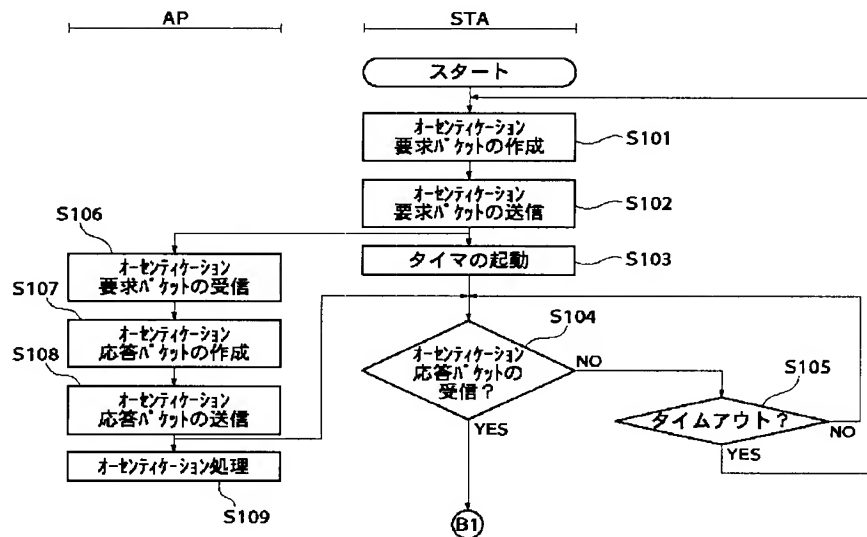 AP
STA
スタート
オーセンティケーション
要求パケットの作成
S101
オーセンティケーション
要求パケットの送信
S102
S106
オーセンティケーション
要求パケットの受信
タイマの起動
S103
S107
オーセンティケーション
応答パケットの作成
S104
オーセンティケーション
応答パケットの
受信?
NO
S108
オーセンティケーション
応答パケットの送信
S105
タイムアウト?
NO
YES
YES
オーセンティケーション処理
S109
B1